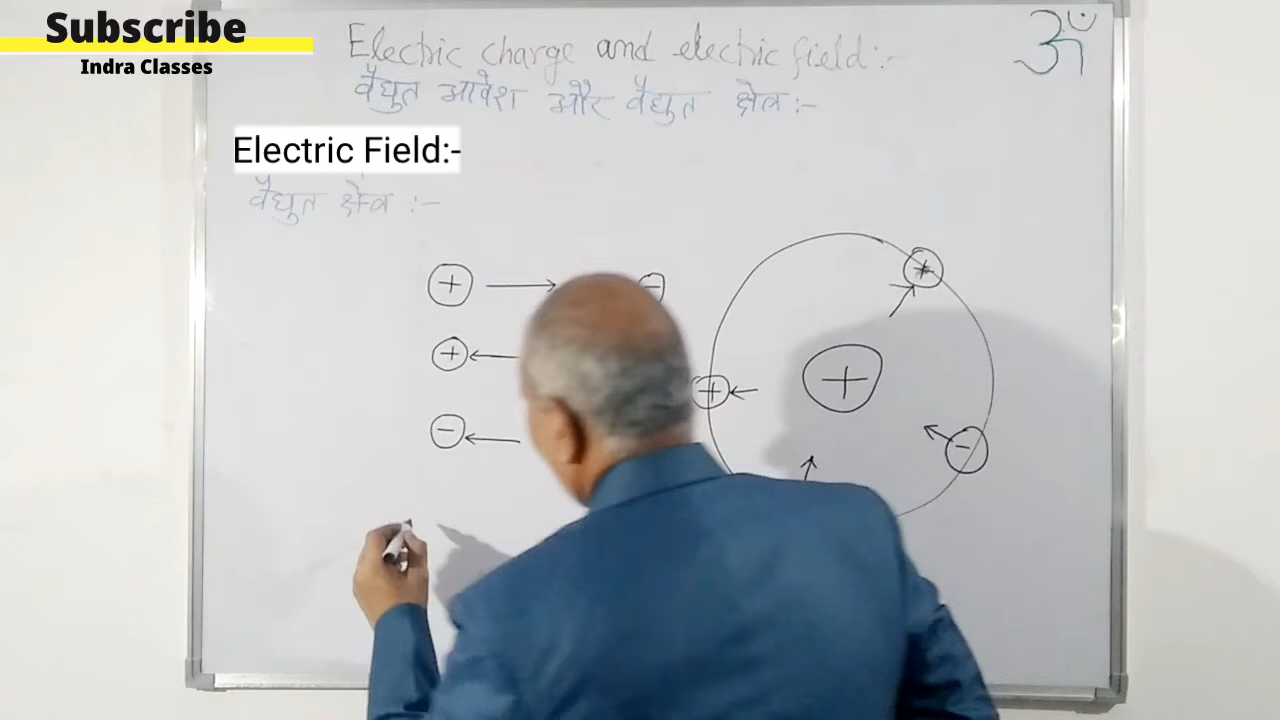 Subscribe
Indra Classes
Electric charge and electric field:-
ॐ
वैद्युत आवेश और वैद्युत क्षेत्र:-
Electric Field:-
वैद्युत क्षेत्र :-
+ → -
+ ←
- ←
+
+
+
-